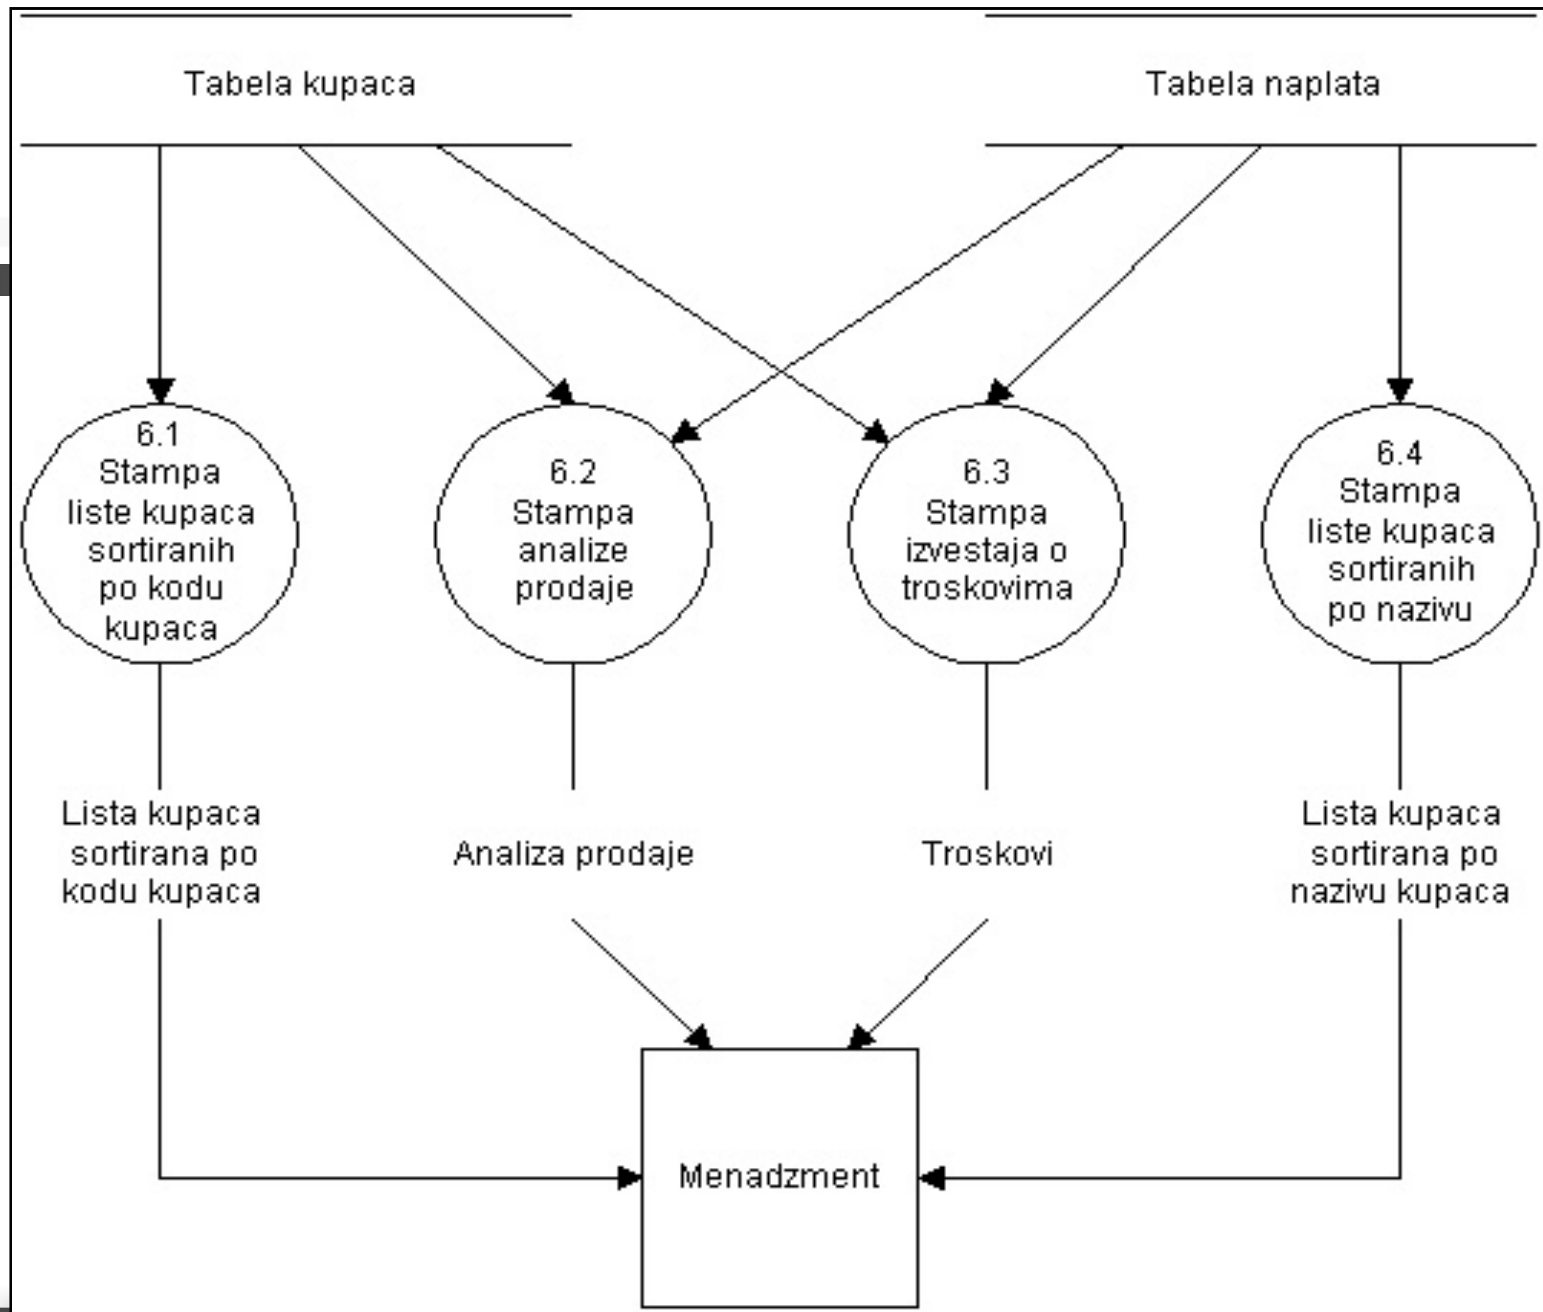 Tabela kupaca
Tabela naplata
6.1
Stampa
liste kupaca
sortiranih
po kodu
kupaca
6.2
Stampa
analize
prodaje
6.3
Stampa
izvestaja o
troskovima
6.4
Stampa
liste kupaca
sortiranih
po nazivu
Lista kupaca
sortirana po
kodu kupaca
Analiza prodaje
Troskovi
Lista kupaca
sortirana po
nazivu kupaca
Menadzment